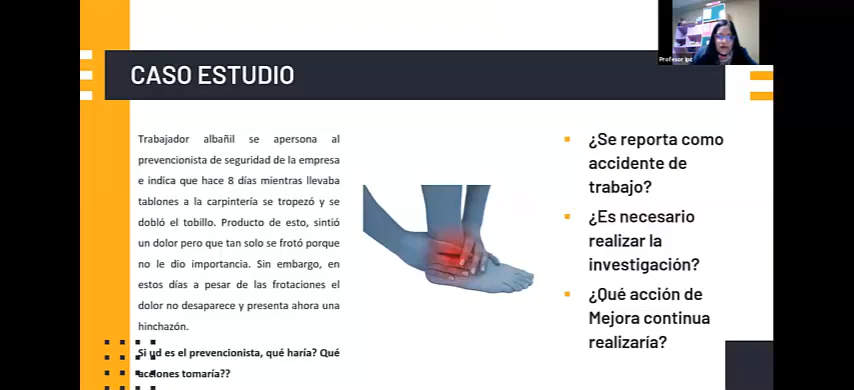 CASO ESTUDIO
Trabajador albañil se apersona al
prevencionista de seguridad de la empresa
e indica que hace 8 días mientras llevaba
tablones a la carpintería se tropezó y se
dobló el tobillo. Producto de esto, sintió
un dolor pero que tan solo se frotó porque
no le dio importancia. Sin embargo, en
estos días a pesar de las frotaciones el
dolor no desaparece y presenta ahora una
hinchazón.
Si ud es el prevencionista, qué haría? Qué
acciones tomaría??
¿Se reporta como
accidente de
trabajo?
¿Es necesario
realizar la
investigación?
¿Qué acción de
Mejora continua
realizaría?
Profesor Ipc